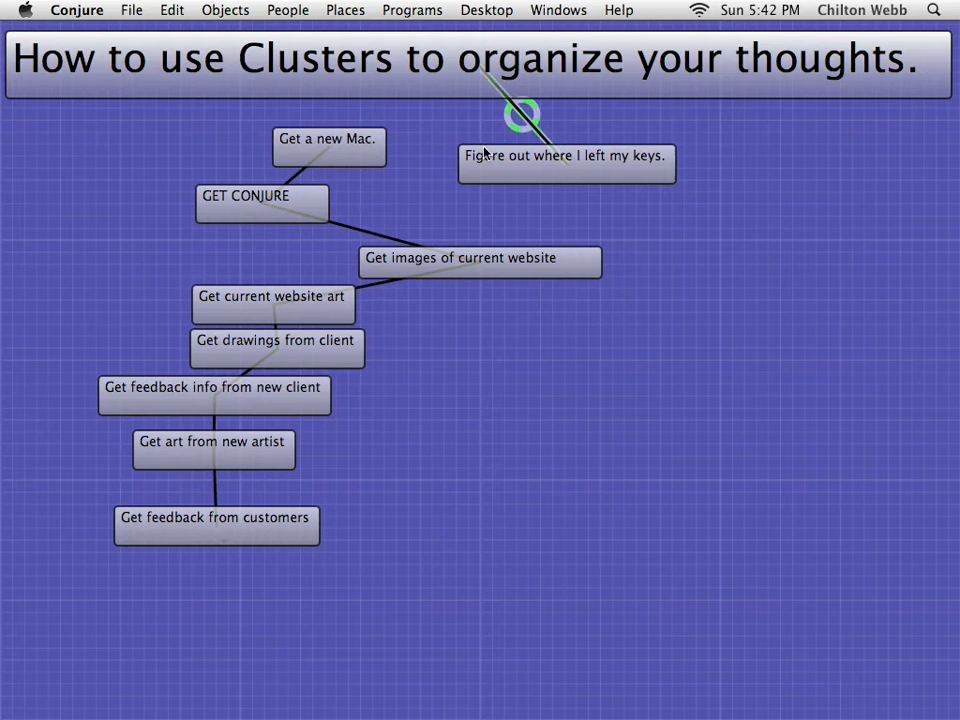 Conjure File Edit Objects People Places Programs Desktop Windows Help Sun 5:42 PM Chilton Webb
How to use Clusters to organize your thoughts.
Get a new Mac.
Figure out where I left my keys.
GET CONJURE
Get images of current website
Get current website art
Get drawings from client
Get feedback info from new client
Get art from new artist
Get feedback from customers